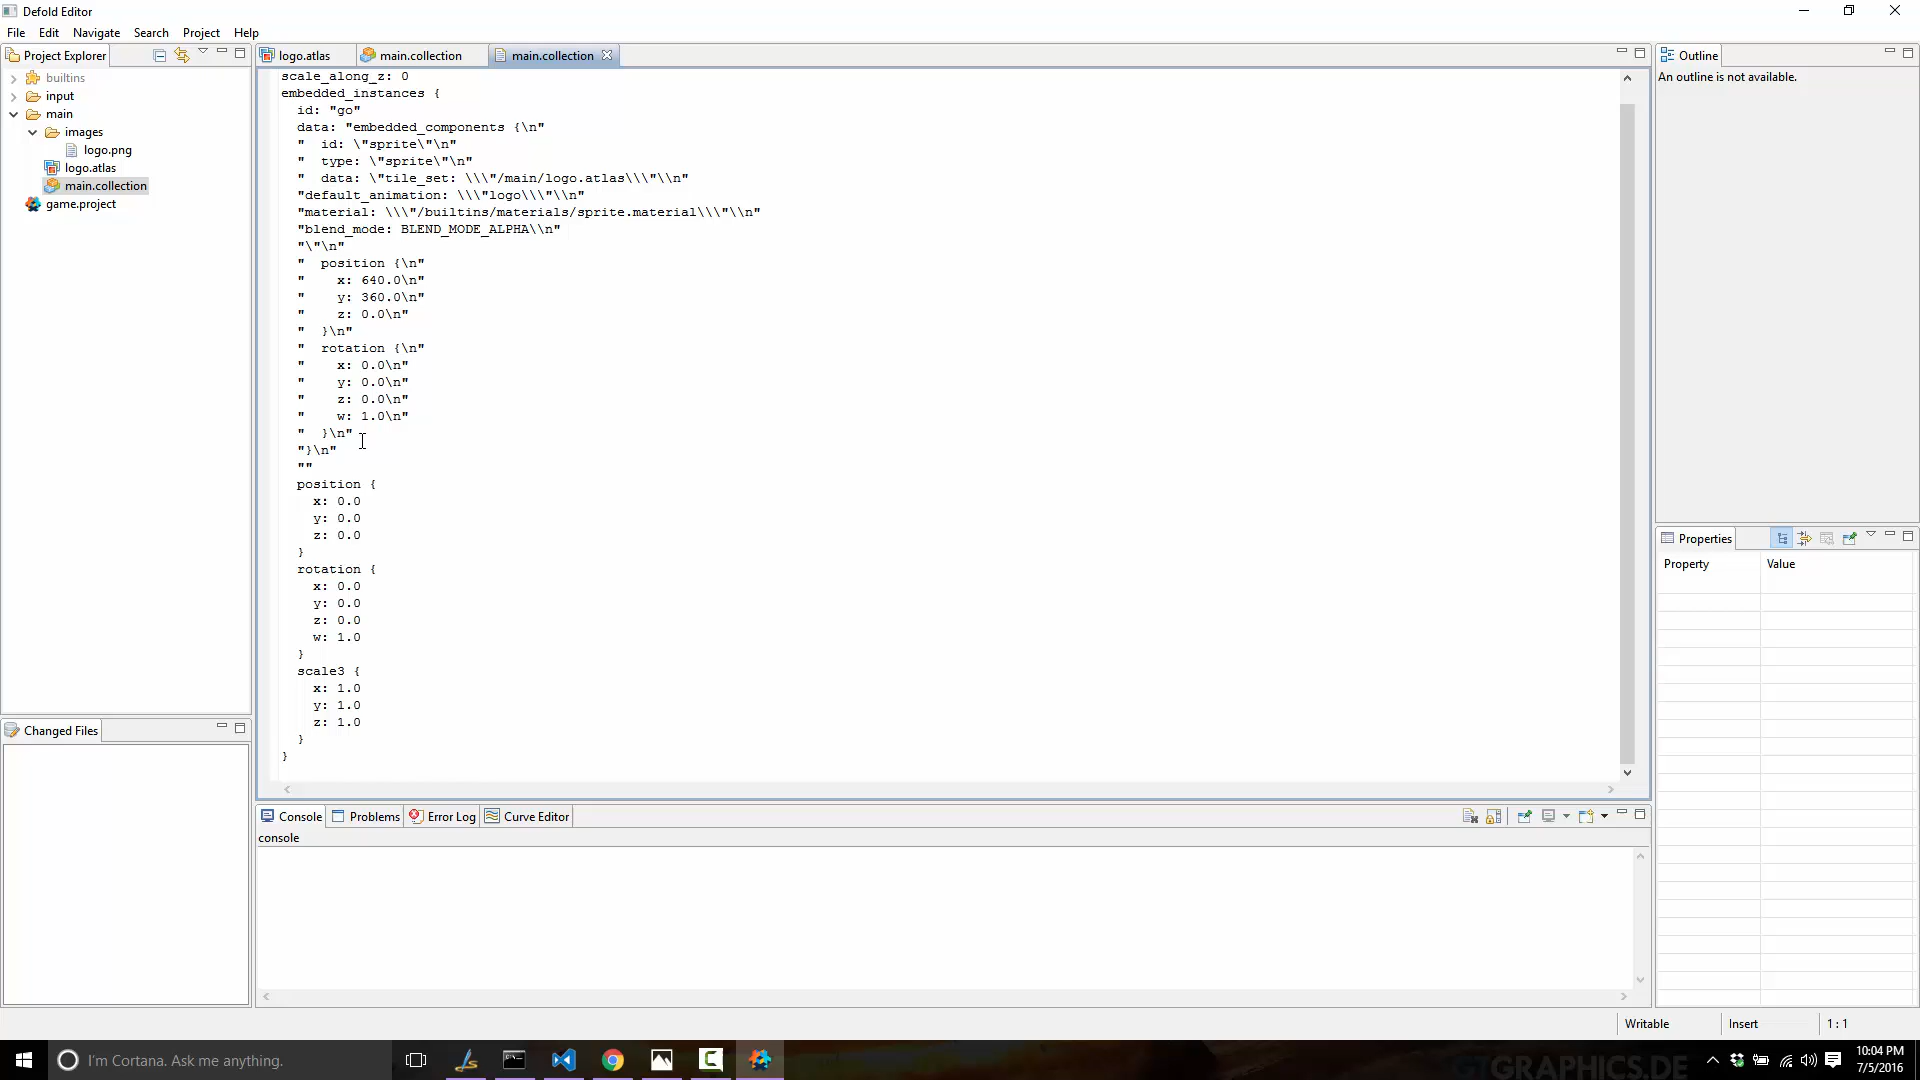 Defold Editor
File Edit Navigate Search Project Help
Project Explorer
builtins
input
main
images
logo.png
logo.atlas
main.collection
game.project
Changed Files
logo.atlas main.collection main.collection
scale_along_z: 0
embedded_instances {
id: "go"
data: "embedded_components {\n"
"  id: \"sprite\"\n"
"  type: \"sprite\"\n"
"  data: \"tile_set: \\\"/main/logo.atlas\\\"\\n"
"default_animation: \\\"logo\\\"\\n"
"material: \\\"/builtins/materials/sprite.material\\\"\\n"
"blend_mode: BLEND_MODE_ALPHA\\n"
"\"\n"
"  position {\n"
"    x: 640.0\n"
"    y: 360.0\n"
"    z: 0.0\n"
"  }\n"
"  rotation {\n"
"    x: 0.0\n"
"    y: 0.0\n"
"    z: 0.0\n"
"    w: 1.0\n"
"  }\n"
"}\n"
""
position {
x: 0.0
y: 0.0
z: 0.0
}
rotation {
x: 0.0
y: 0.0
z: 0.0
w: 1.0
}
scale3 {
x: 1.0
y: 1.0
z: 1.0
}
}
Console Problems Error Log Curve Editor
console
Outline
An outline is not available.
Properties
Property Value
Writable Insert 1 : 1
I'm Cortana. Ask me anything.
GTGRAPHICS.DE
10:04 PM
7/5/2016